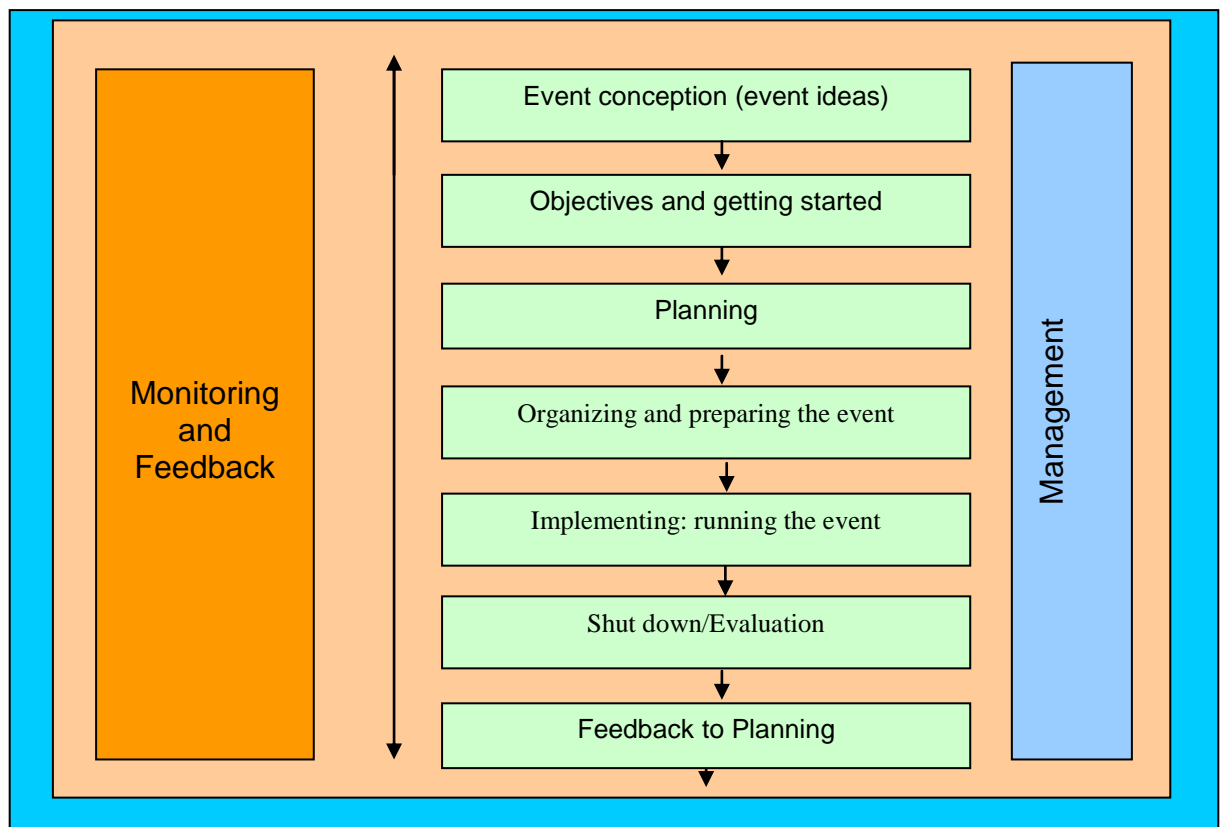 Event conception (event ideas)
Objectives and getting started
Planning
Organizing and preparing the event
Implementing: running the event
Shut down/Evaluation
Feedback to Planning
Monitoring
and
Feedback
Management